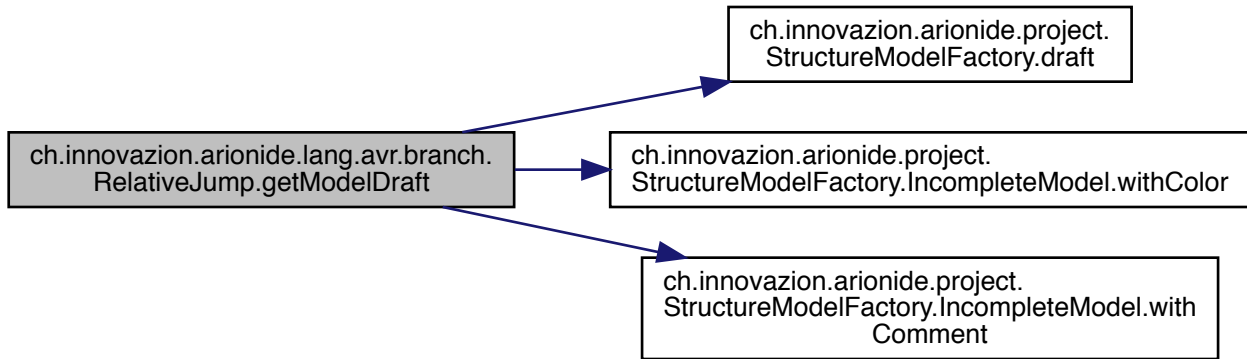 ch.innovazion.arionide.project.
StructureModelFactory.draft
ch.innovazion.arionide.lang.avr.branch.
RelativeJump.getModelDraft
ch.innovazion.arionide.project.
StructureModelFactory.IncompleteModel.withColor
ch.innovazion.arionide.project.
StructureModelFactory.IncompleteModel.with
Comment